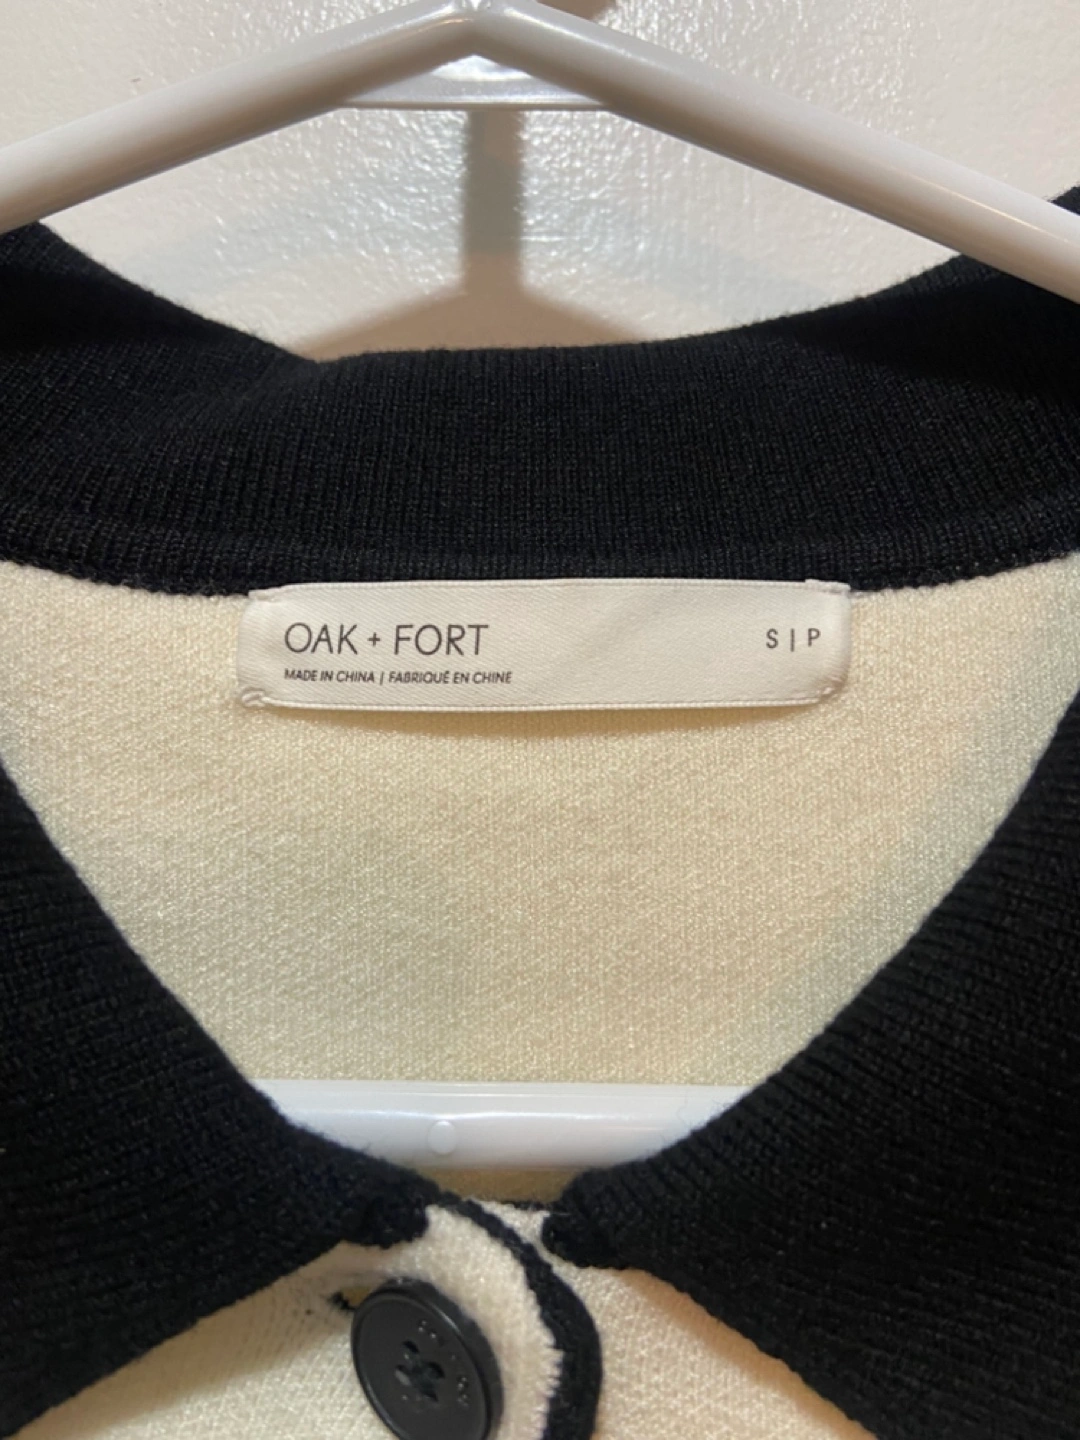 OAK + FORT
S | P
MADE IN CHINA | FABRIQUÉ EN CHINE